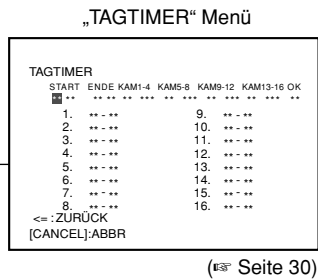 „TAGTIMER“ Menü
TAGTIMER
START ENDE KAM1-4 KAM5-8 KAM9-12 KAM13-16 OK
** ** ** ** ** *** ** *** ** *** ** *** **
1. ** - ** 9. ** - **
2. ** - ** 10. ** - **
3. ** - ** 11. ** - **
4. ** - ** 12. ** - **
5. ** - ** 13. ** - **
6. ** - ** 14. ** - **
7. ** - ** 15. ** - **
8. ** - ** 16. ** - **
<= : ZURÜCK
[CANCEL]:ABBR
(☞ Seite 30)